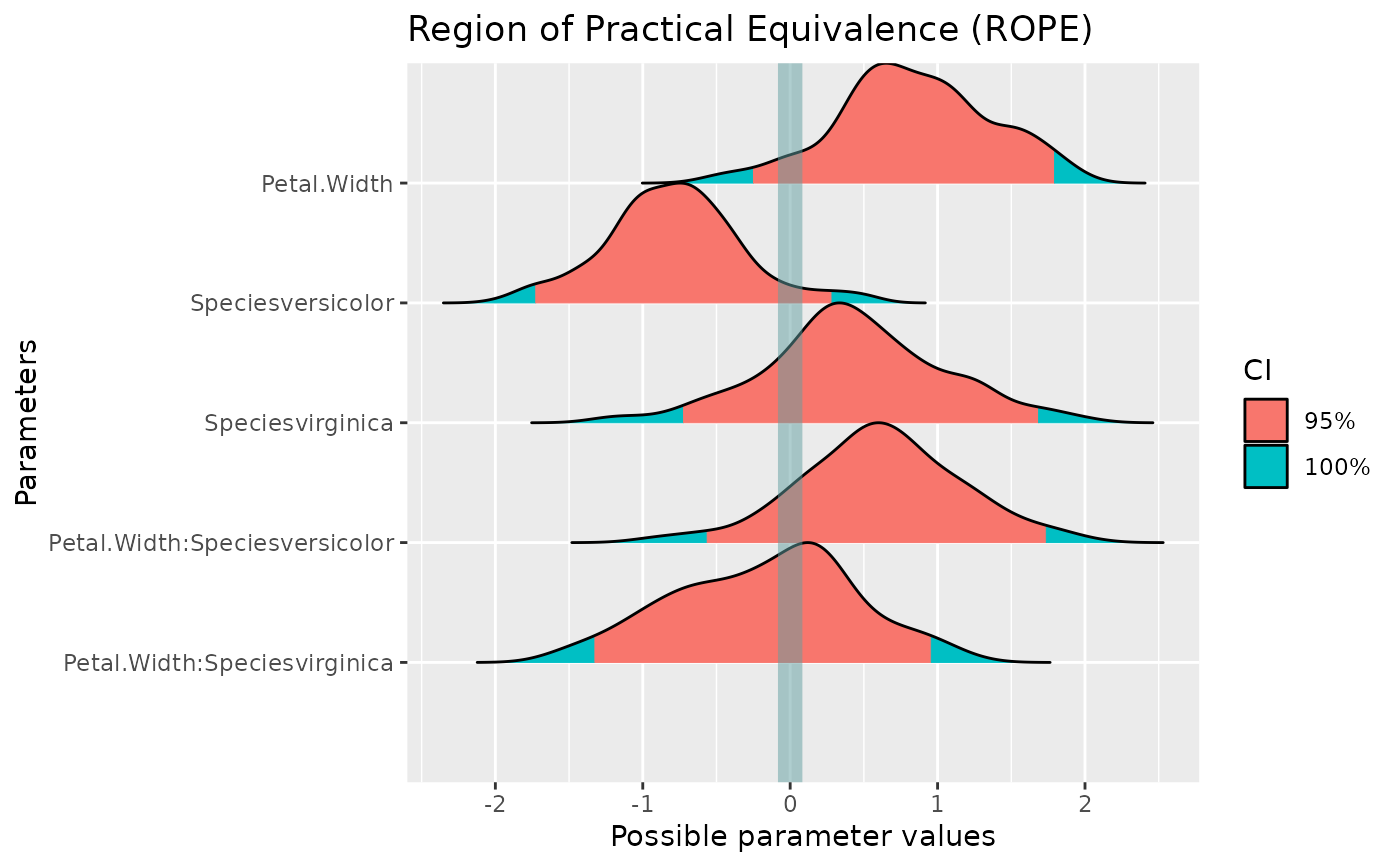 Region of Practical Equivalence (ROPE)
Parameters
Petal.Width
Speciesversicolor
Speciesvirginica
Petal.Width:Speciesversicolor
Petal.Width:Speciesvirginica
-2 -1 0 1 2
Possible parameter values
CI
95%
100%